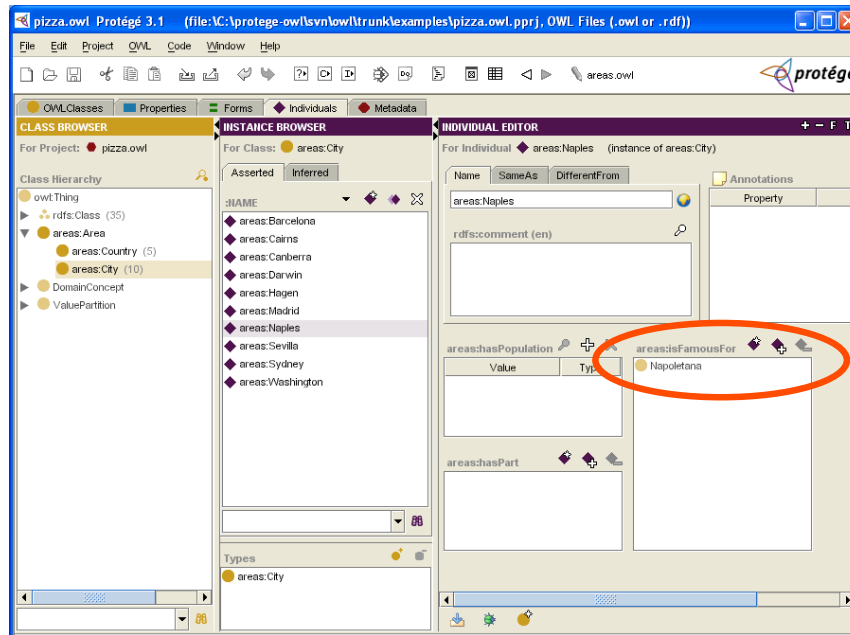 pizza.owl Protégé 3.1 (file:\C:\protege-owl\svn\owl\trunk\examples\pizza.owl.pprj, OWL Files (.owl or .rdf))
File Edit Project OWL Code Window Help
areas.owl
protégé
OWLClasses Properties Forms Individuals Metadata
CLASS BROWSER
For Project: pizza.owl
Class Hierarchy
owl:Thing
rdfs:Class (35)
areas:Area
areas:Country (5)
areas:City (10)
DomainConcept
ValuePartition
INSTANCE BROWSER
For Class: areas:City
Asserted Inferred
:NAME
areas:Barcelona
areas:Cairns
areas:Canberra
areas:Darwin
areas:Hagen
areas:Madrid
areas:Naples
areas:Sevilla
areas:Sydney
areas:Washington
Types
areas:City
INDIVIDUAL EDITOR
+ − F T
For Individual areas:Naples (instance of areas:City)
Name SameAs DifferentFrom
areas:Naples
rdfs:comment (en)
Annotations
Property
areas:hasPopulation
Value Typ
areas:isFamousFor
Napoletana
areas:hasPart